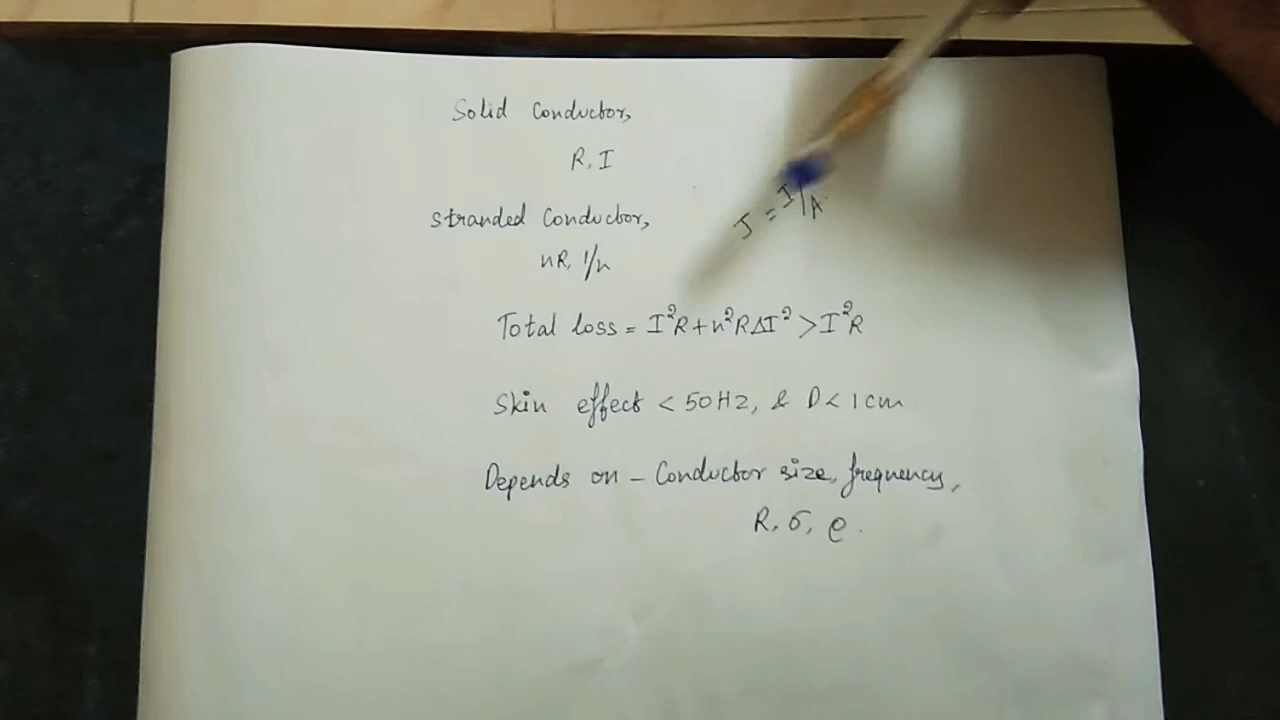 Solid Conductor,
R, I
J = I/A.
Stranded Conductor,
nR, 1/n
Total loss = I²R + n²RΔI² > I²R
Skin effect < 50Hz, & D < 1cm
Depends on - Conductor size, frequency,
R, σ, ρ.